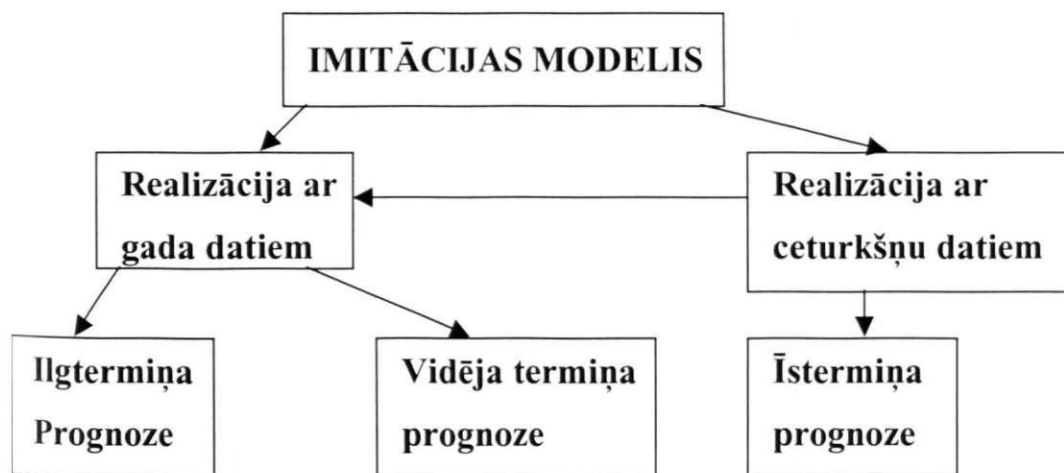 IMITĀCIJAS MODELIS
Realizācija ar
gada datiem
Realizācija ar
ceturkšņu datiem
Ilgtermiņa
Prognoze
Vidēja termiņa
prognoze
Īstermiņa
prognoze